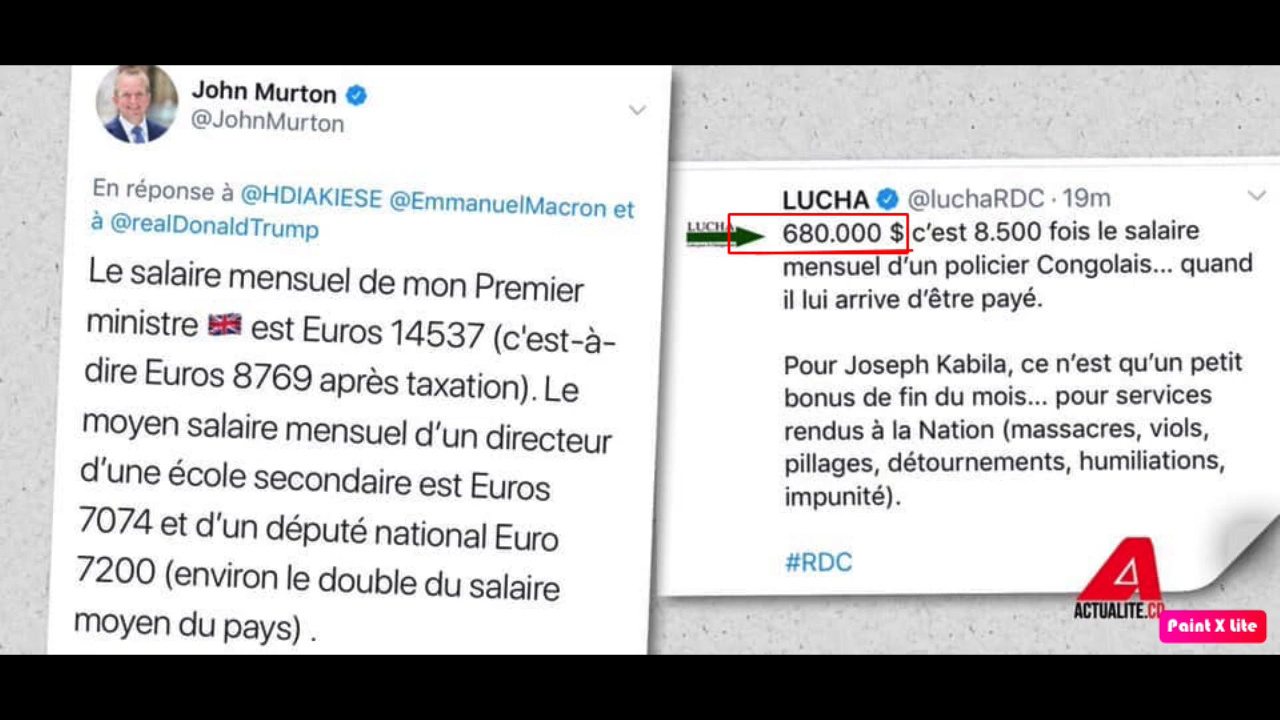 John Murton
@JohnMurton
En réponse à @HDIAKIESE @EmmanuelMacron et
à @realDonaldTrump
Le salaire mensuel de mon Premier
ministre 🇬🇧 est Euros 14537 (c'est-à-
dire Euros 8769 après taxation). Le
moyen salaire mensuel d'un directeur
d'une école secondaire est Euros
7074 et d'un député national Euro
7200 (environ le double du salaire
moyen du pays) .
LUCHA @luchaRDC · 19m
LUCHA
680.000 $ c'est 8.500 fois le salaire
mensuel d'un policier Congolais... quand
il lui arrive d'être payé.
Pour Joseph Kabila, ce n'est qu'un petit
bonus de fin du mois... pour services
rendus à la Nation (massacres, viols,
pillages, détournements, humiliations,
impunité).
#RDC
ACTUALITE.CD
Paint X lite